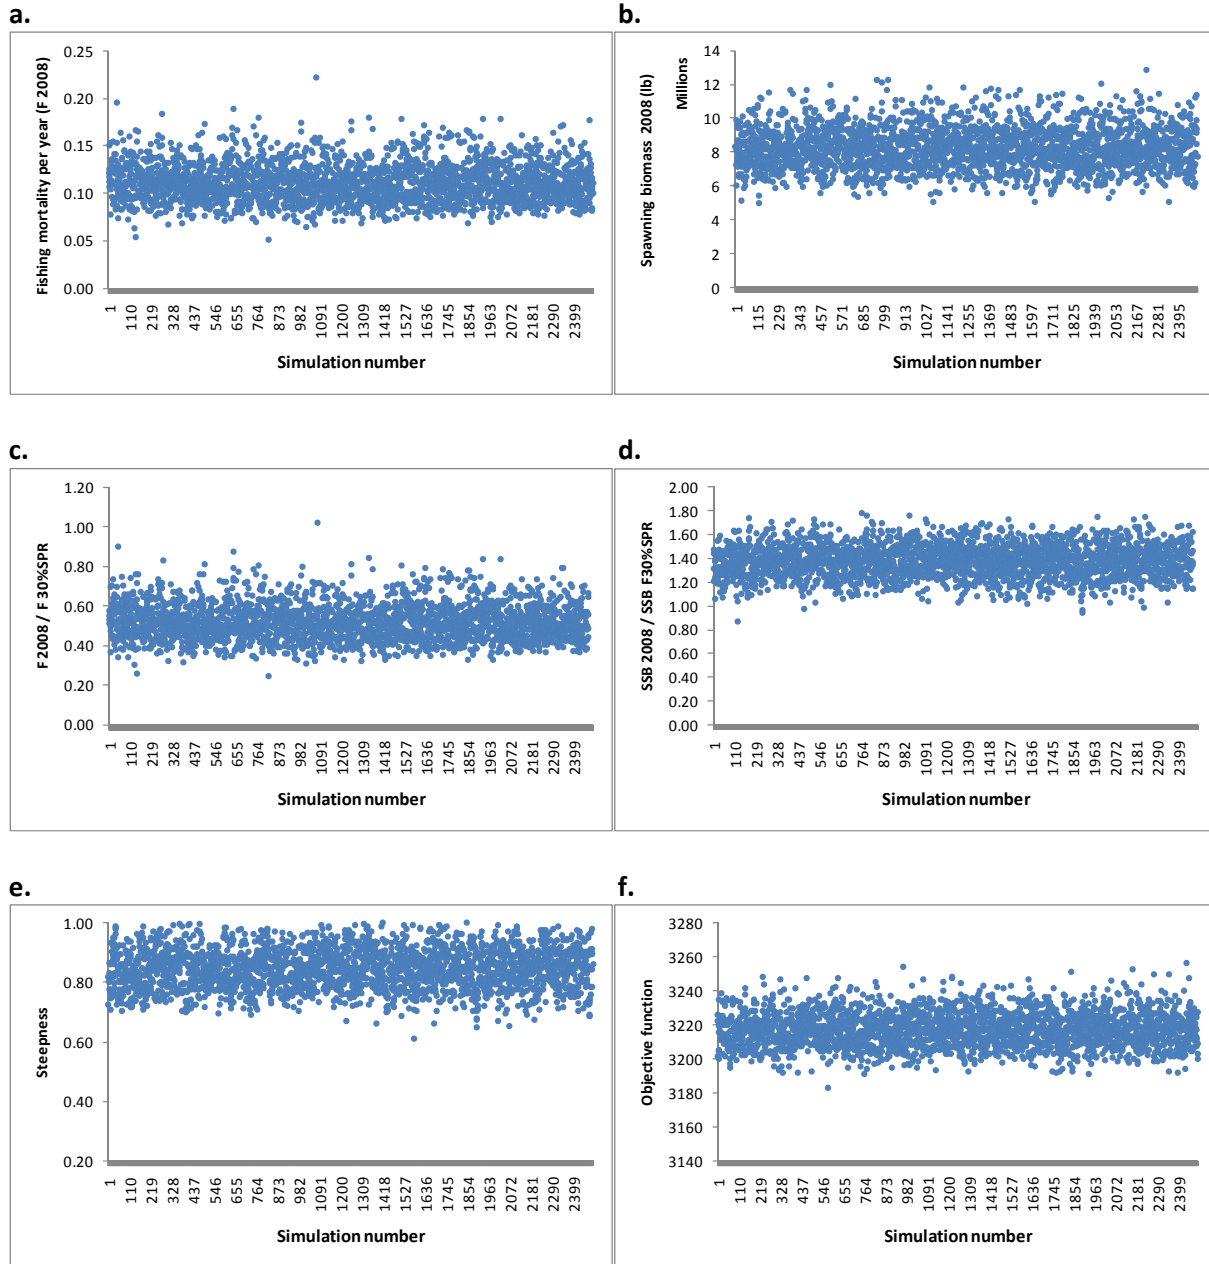 a.
Fishing mortality per year (F 2008)
0.25
0.20
0.15
0.10
0.05
0.00
1 110 219 328 437 546 655 764 873 982 1091 1200 1309 1418 1527 1636 1745 1854 1963 2072 2181 2290 2399
Simulation number
b.
Spawning biomass 2008 (lb)
Millions
14
12
10
8
6
4
2
0
1 115 229 343 457 571 685 799 913 1027 1141 1255 1369 1483 1597 1711 1825 1939 2053 2167 2281 2395
Simulation number
c.
F 2008 / F 30%SPR
1.20
1.00
0.80
0.60
0.40
0.20
0.00
1 110 219 328 437 546 655 764 873 982 1091 1200 1309 1418 1527 1636 1745 1854 1963 2072 2181 2290 2399
Simulation number
d.
SSB 2008 / SSB F30%SPR
2.00
1.80
1.60
1.40
1.20
1.00
0.80
0.60
0.40
0.20
0.00
1 110 219 328 437 546 655 764 873 982 1091 1200 1309 1418 1527 1636 1745 1854 1963 2072 2181 2290 2399
Simulation number
e.
Steepness
1.00
0.80
0.60
0.40
0.20
1 110 219 328 437 546 655 764 873 982 1091 1200 1309 1418 1527 1636 1745 1854 1963 2072 2181 2290 2399
Simulation number
f.
Objective function
3280
3260
3240
3220
3200
3180
3160
3140
1 110 219 328 437 546 655 764 873 982 1091 1200 1309 1418 1527 1636 1745 1854 1963 2072 2181 2290 2399
Simulation number